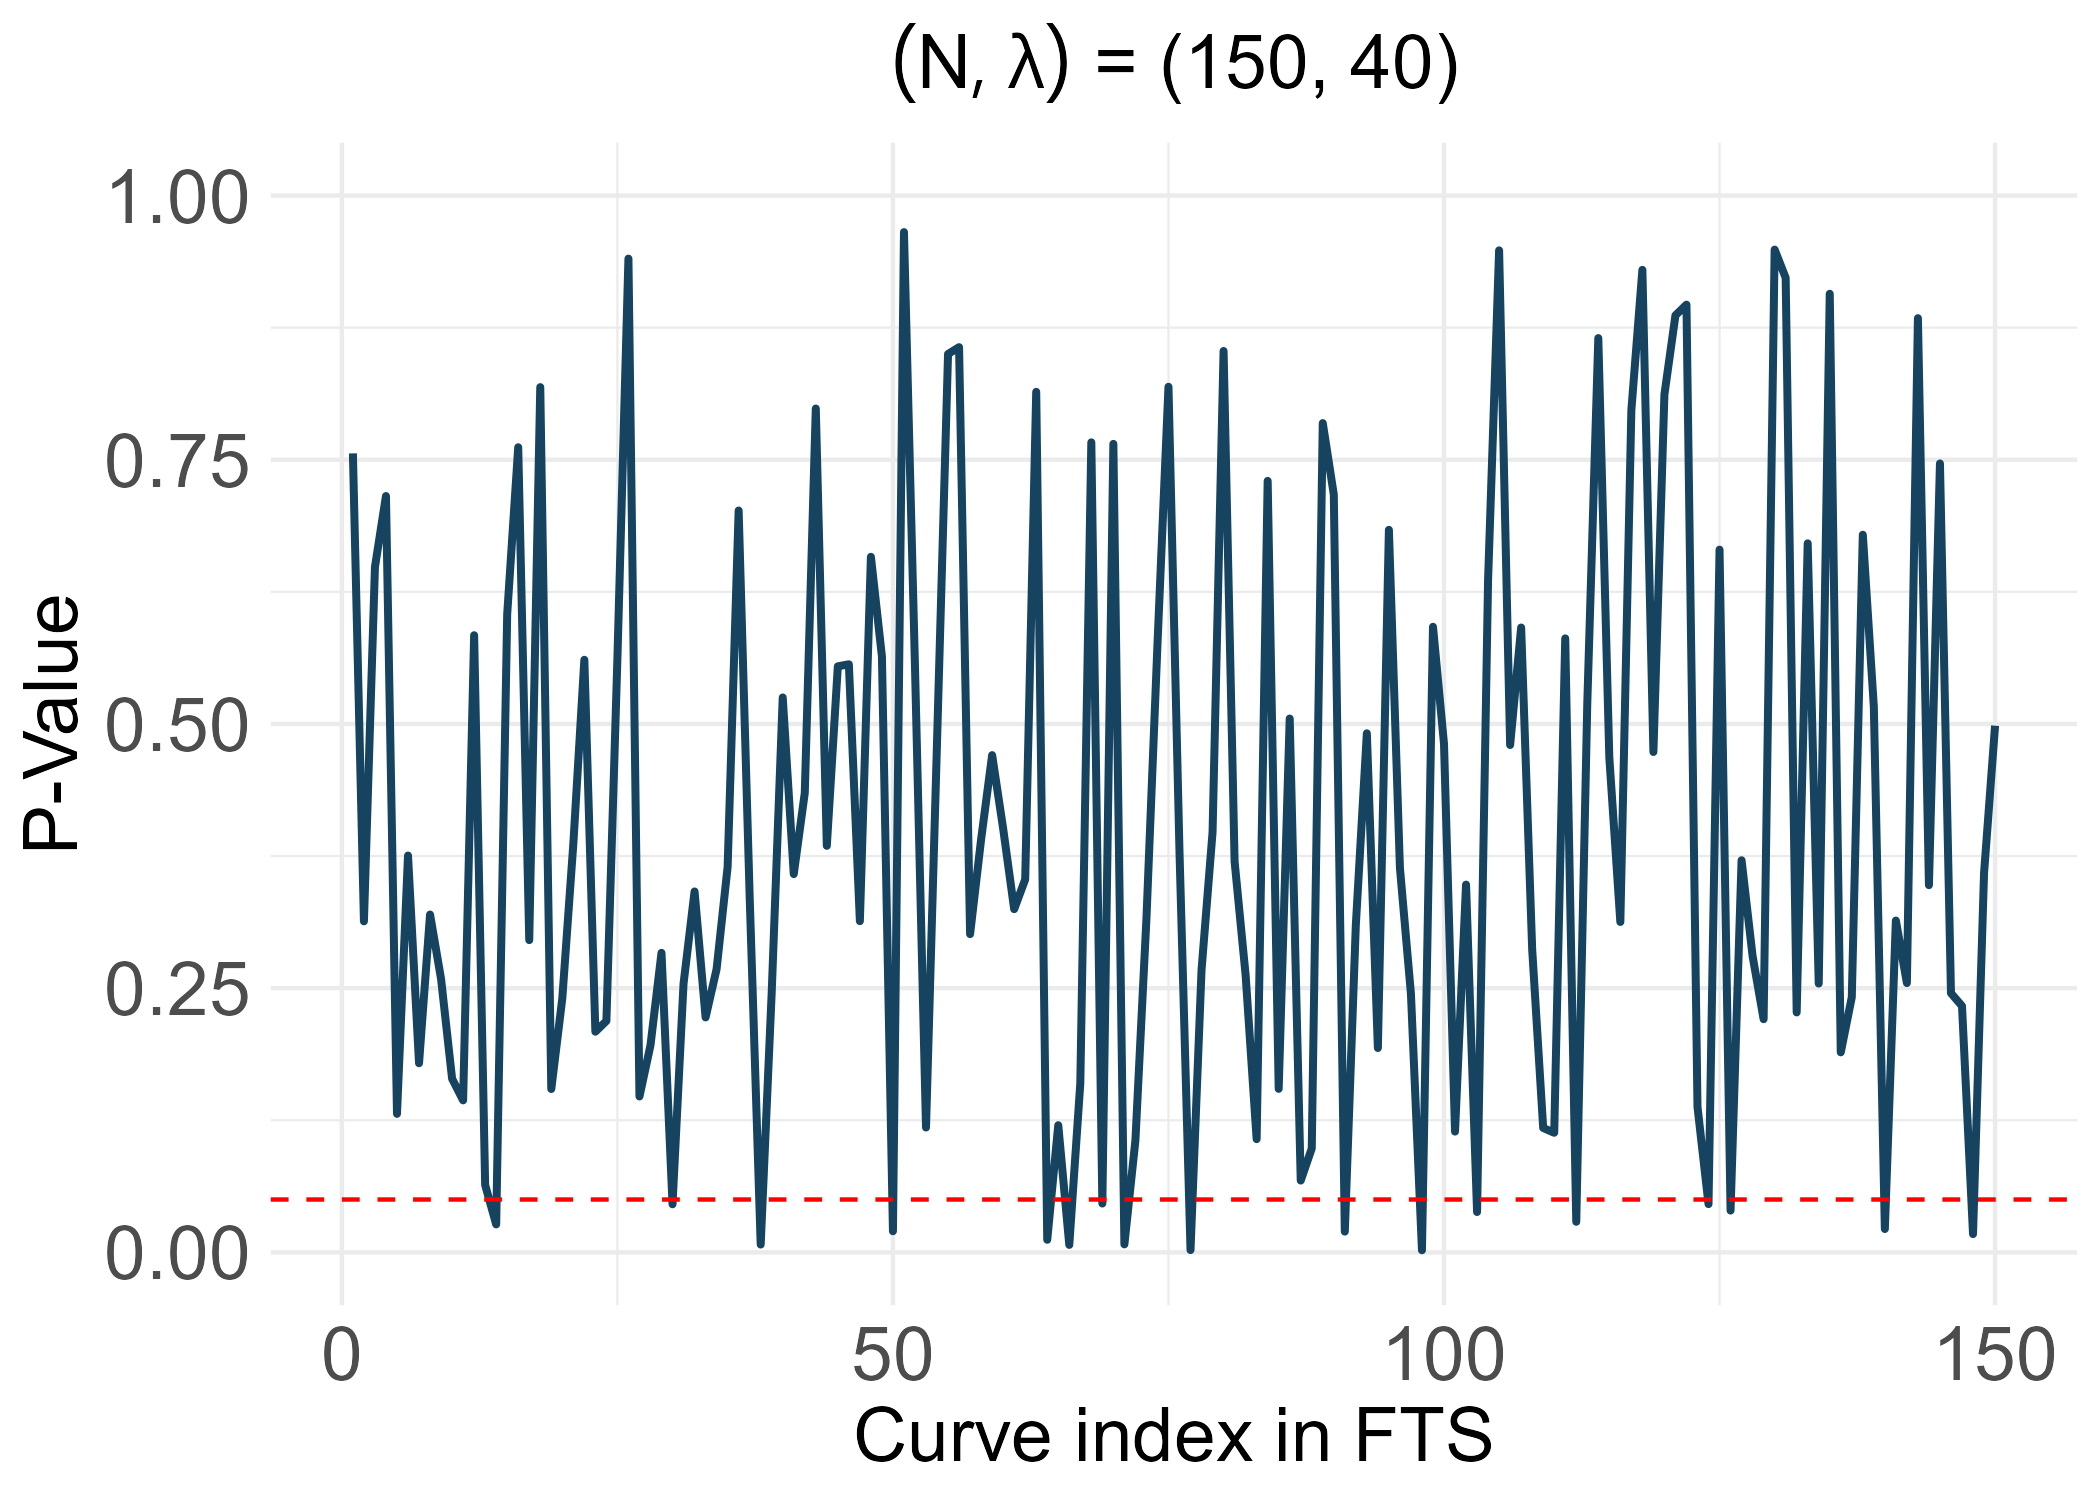 (N, λ) = (150, 40)
1.00
0.75
0.50
0.25
0.00
P-Value
0 50 100 150
Curve index in FTS